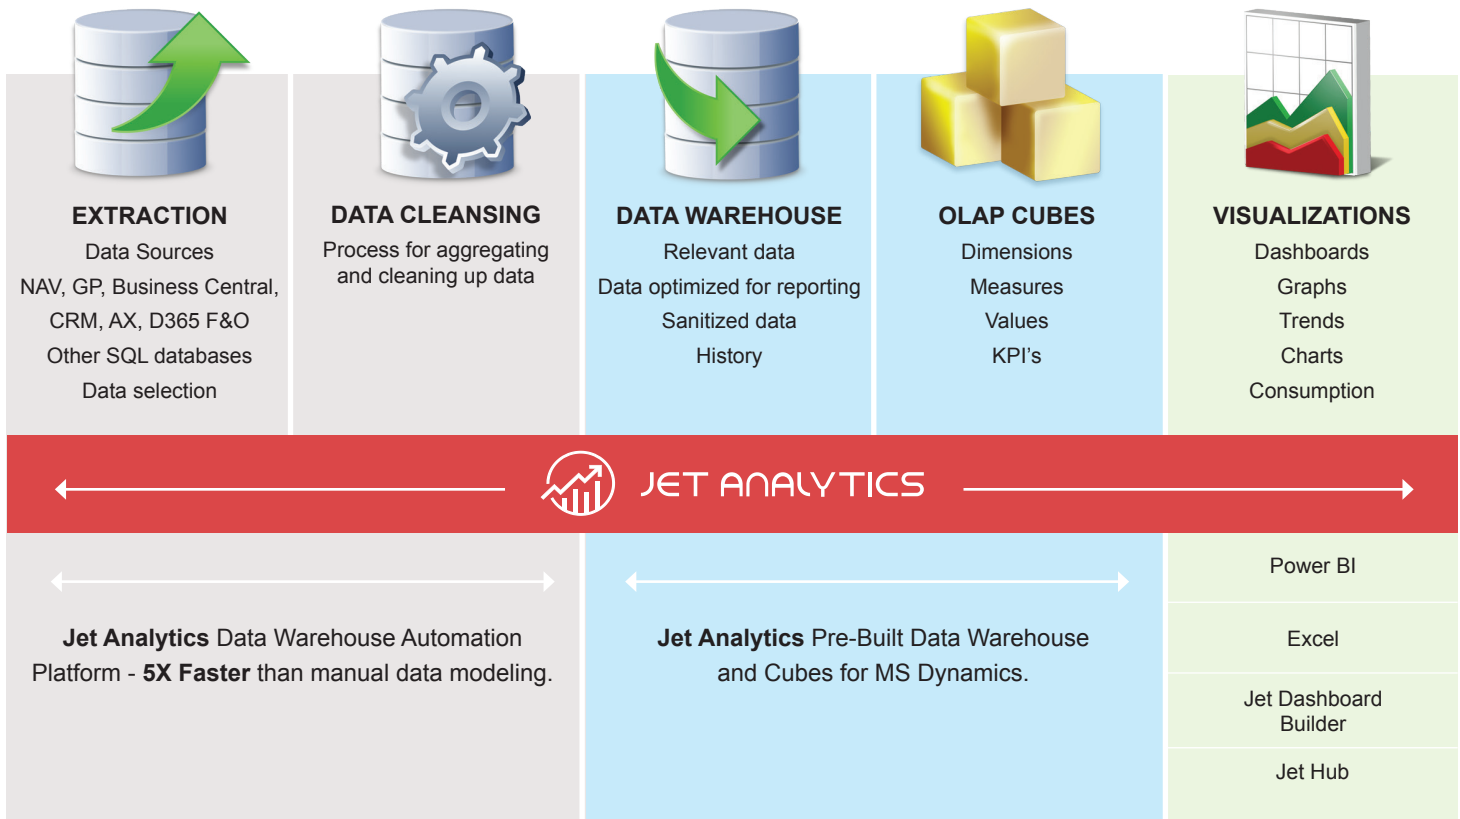 EXTRACTION
Data Sources
NAV, GP, Business Central,
CRM, AX, D365 F&O
Other SQL databases
Data selection
DATA CLEANSING
Process for aggregating
and cleaning up data
DATA WAREHOUSE
Relevant data
Data optimized for reporting
Sanitized data
History
OLAP CUBES
Dimensions
Measures
Values
KPI's
VISUALIZATIONS
Dashboards
Graphs
Trends
Charts
Consumption
JET ANALYTICS
Jet Analytics Data Warehouse Automation
Platform - 5X Faster than manual data modeling.
Jet Analytics Pre-Built Data Warehouse
and Cubes for MS Dynamics.
Power BI
Excel
Jet Dashboard
Builder
Jet Hub